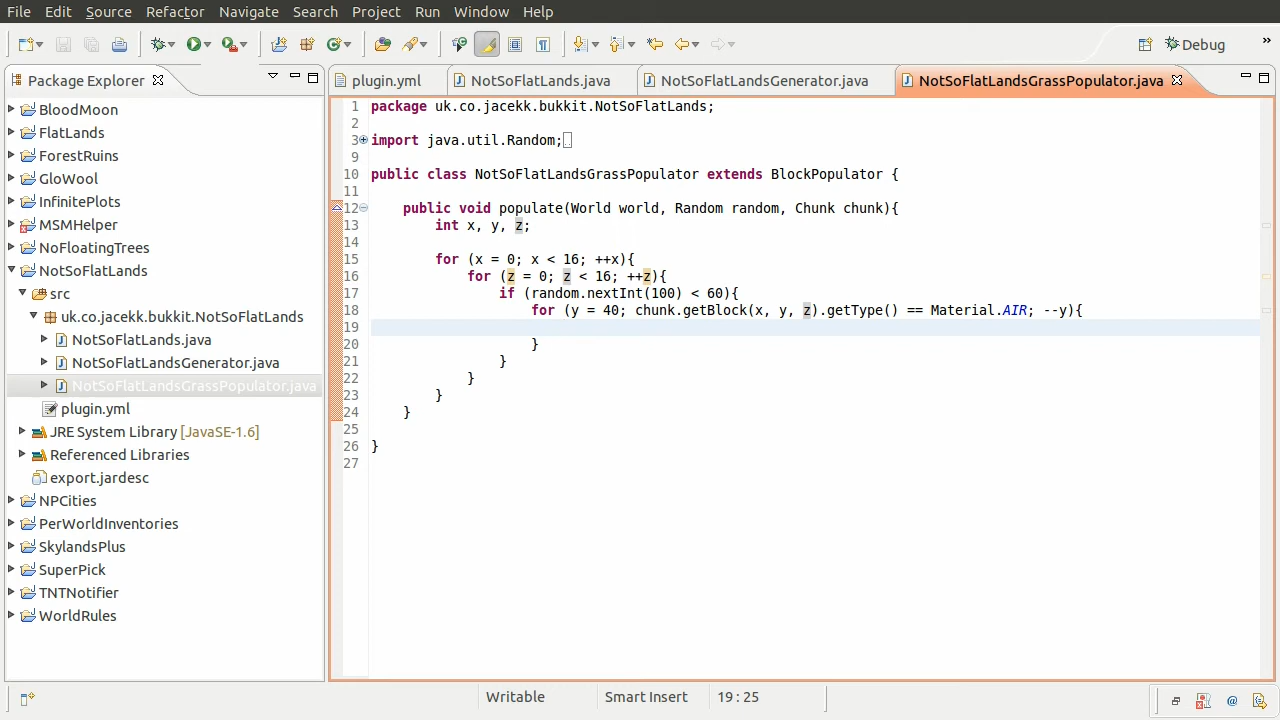 File Edit Source Refactor Navigate Search Project Run Window Help
Debug »
Package Explorer
plugin.yml NotSoFlatLands.java NotSoFlatLandsGenerator.java NotSoFlatLandsGrassPopulator.java
BloodMoon
FlatLands
ForestRuins
GloWool
InfinitePlots
MSMHelper
NoFloatingTrees
NotSoFlatLands
src
uk.co.jacekk.bukkit.NotSoFlatLands
NotSoFlatLands.java
NotSoFlatLandsGenerator.java
NotSoFlatLandsGrassPopulator.java
plugin.yml
JRE System Library [JavaSE-1.6]
Referenced Libraries
export.jardesc
NPCities
PerWorldInventories
SkylandsPlus
SuperPick
TNTNotifier
WorldRules
1 package uk.co.jacekk.bukkit.NotSoFlatLands;
2
3 import java.util.Random;
9
10 public class NotSoFlatLandsGrassPopulator extends BlockPopulator {
11
12 public void populate(World world, Random random, Chunk chunk){
13 int x, y, z;
14
15 for (x = 0; x < 16; ++x){
16 for (z = 0; z < 16; ++z){
17 if (random.nextInt(100) < 60){
18 for (y = 40; chunk.getBlock(x, y, z).getType() == Material.AIR; --y){
19
20 }
21 }
22 }
23 }
24 }
25
26 }
27
Writable Smart Insert 19 : 25